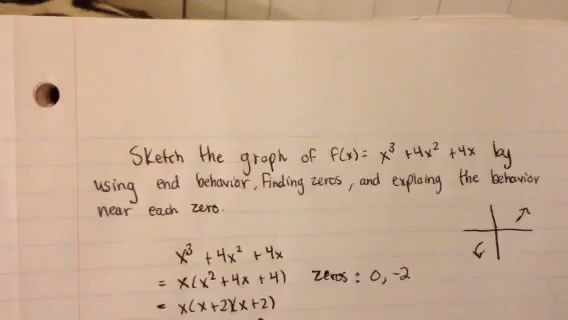 Sketch the graph of f(x)= x³ +4x² +4x by
using end behavior, finding zeros, and explaing the behavior
near each zero.
x³ +4x² +4x
= x(x² +4x +4) zeros: 0, -2
= x(x+2)(x+2)